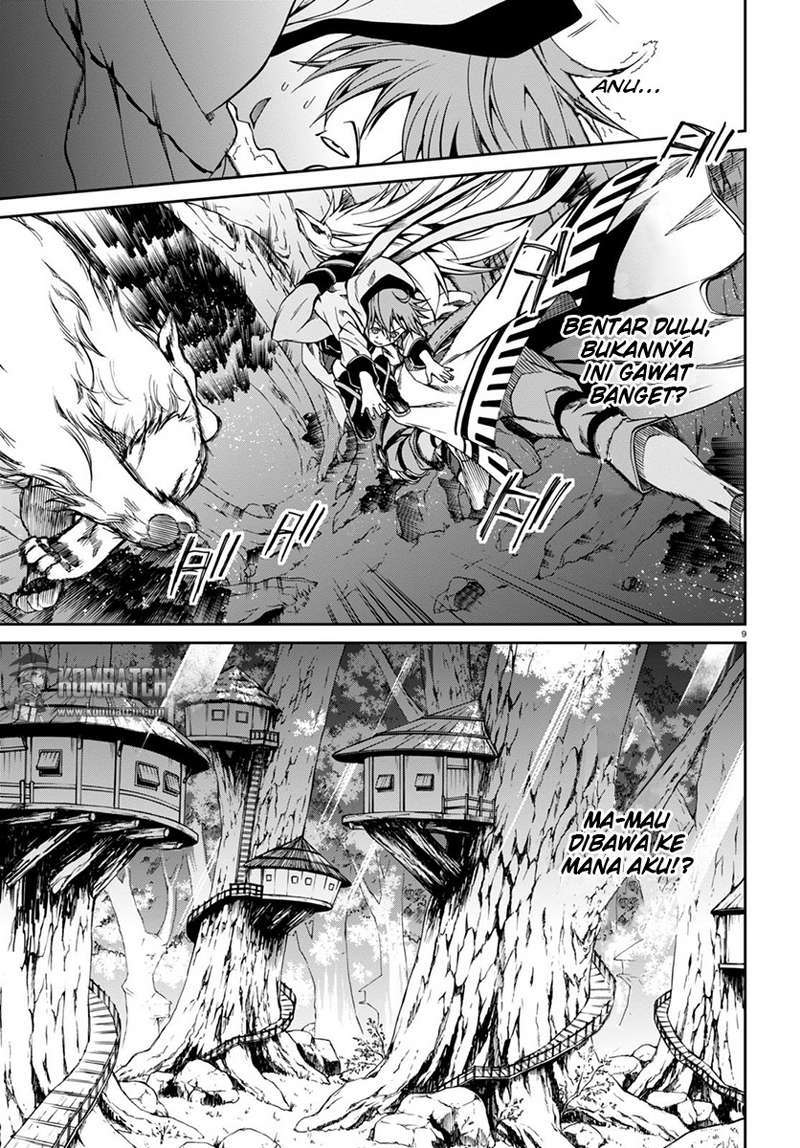 ANU...
BENTAR DULU,
BUKANNYA
INI GAWAT
BANGET?
9
KOMBATCH
www.kombatch.com
MA-MAU
DIBAWA KE
MANA AKU!?